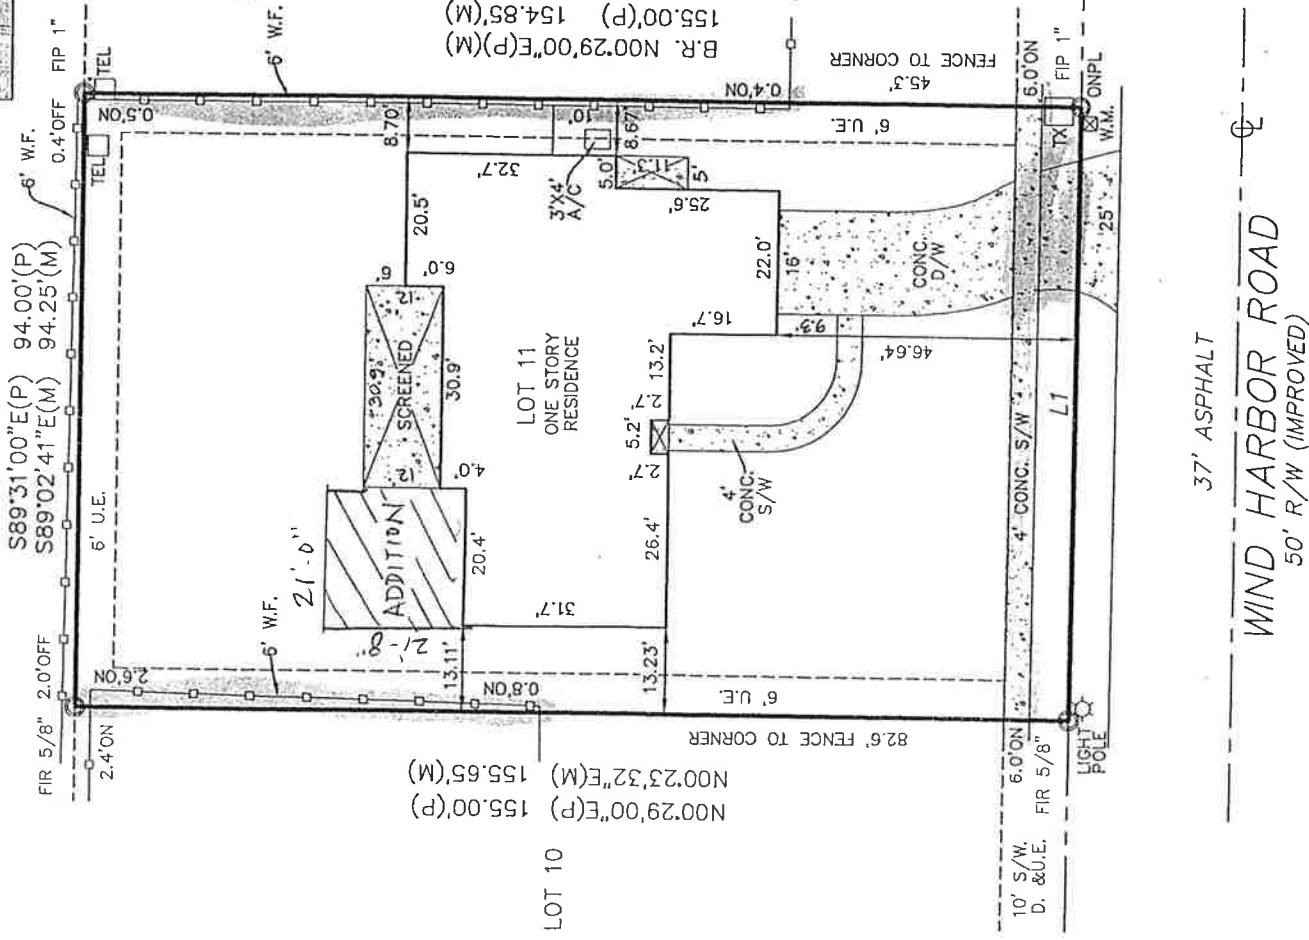 S89°31'00"E(P) 94.00'(P)
S89°02'41"E(M) 94.25'(M)
FIR 5/8"
2.0'OFF
6' W.F.
0.4'OFF
FIP 1"
TEL
TEL
2.4'ON
2.6'ON
6' U.E.
0.5'ON
6' W.F.
6' W.F.
B.R. N00°29'00"E(P)(M)
155.00'(P) 154.85'(M)
21'-0"
ADDITION
21'-8"
30.9'
SCREENED
12'
12'
6'
6.0'
30.9'
4.0'
20.5'
8.70'
32.7'
10'
3'X4'
A/C
5.0'
8.67'
11.3'
5'
0.4'ON
25.6'
13.11'
20.4'
31.7'
0.8'ON
LOT 11
ONE STORY
RESIDENCE
13.23'
26.4'
2.7'
5.2'
2.7'
13.2'
16.7'
22.0'
16'
9.3'
46.64'
6' U.E.
6' U.E.
45.3'
FENCE TO CORNER
82.6' FENCE TO CORNER
N00°23'32"E(M) 155.65'(M)
N00°29'00"E(P) 155.00'(P)
LOT 10
4'
CONC.
S/W
CONC.
D/W
4' CONC. S/W
6.0'ON
6.0'ON
10' S/W.
D. &U.E.
FIR 5/8"
LIGHT
POLE
L1
TX
FIP 1"
ONPL
W.M.
25'
37' ASPHALT
WIND HARBOR ROAD
50' R/W (IMPROVED)